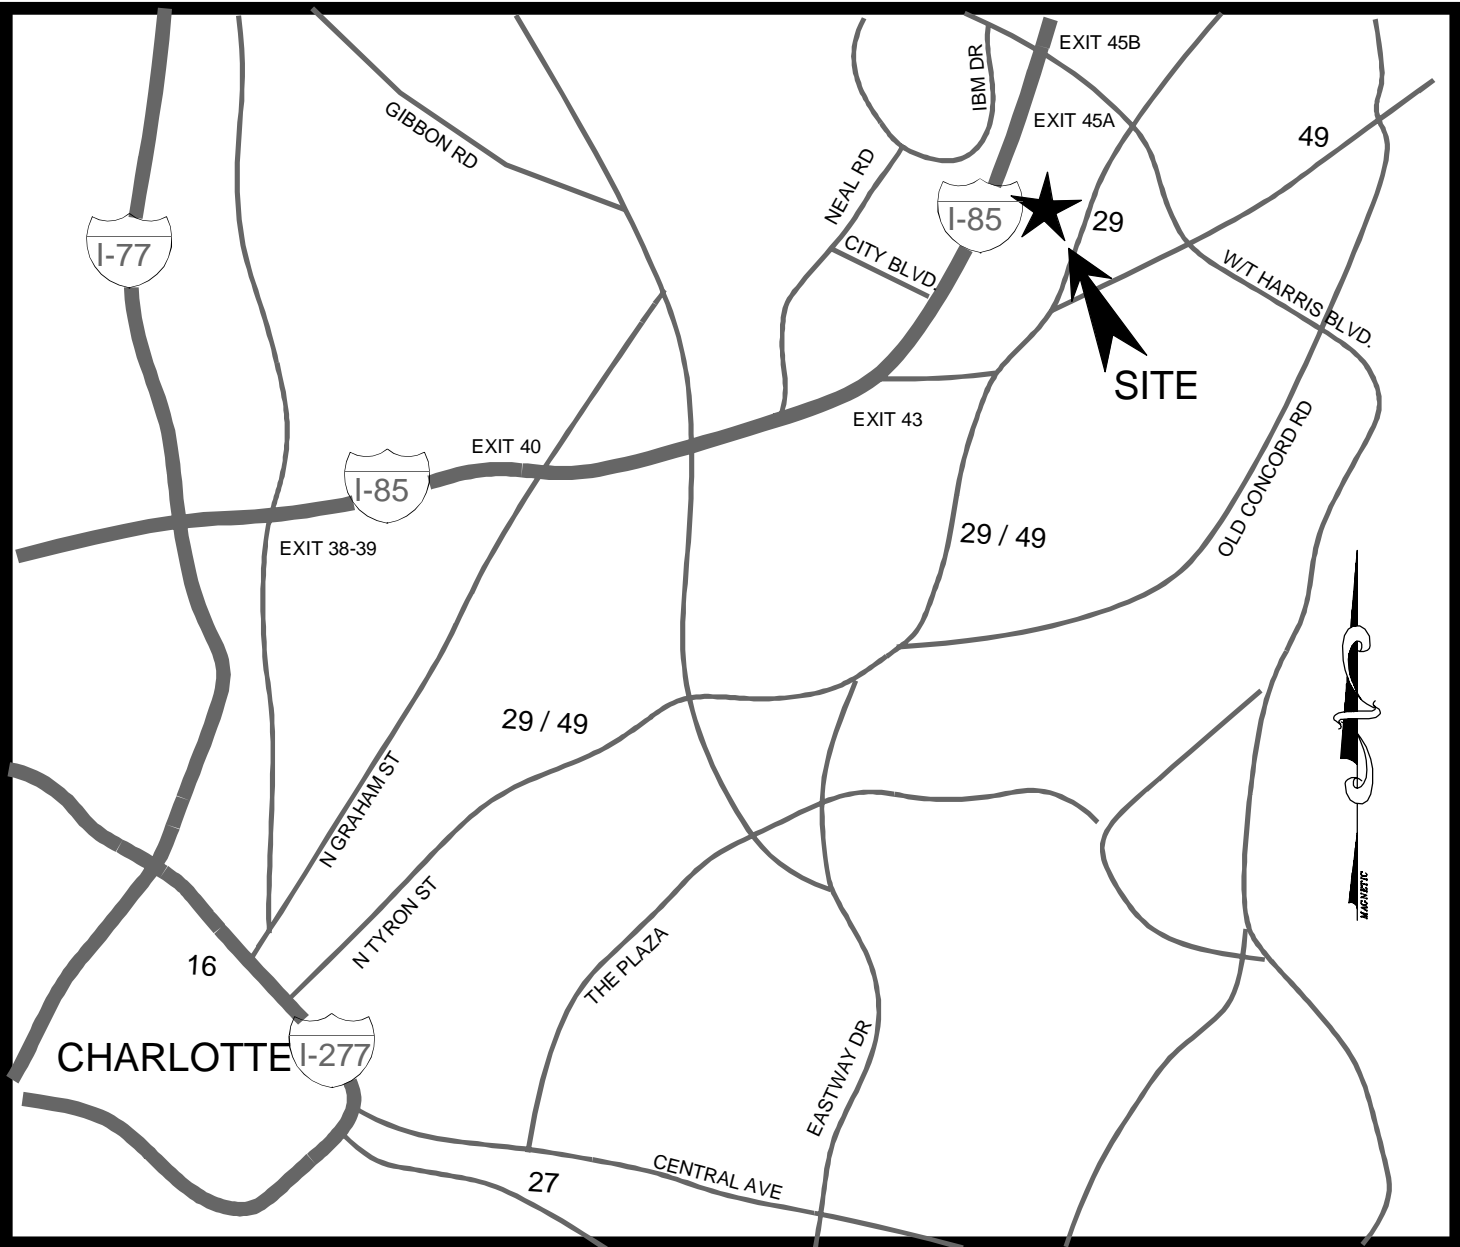 EXIT 45B
IBM DR
EXIT 45A
GIBBON RD
49
NEAL RD
I-85
29
I-77
CITY BLVD.
W/T HARRIS BLVD.
SITE
EXIT 43
EXIT 40
OLD CONCORD RD
I-85
29 / 49
EXIT 38-39
29 / 49
N GRAHAM ST
MAGNETIC
N TYRON ST
16
THE PLAZA
CHARLOTTE
I-277
EASTWAY DR
27
CENTRAL AVE